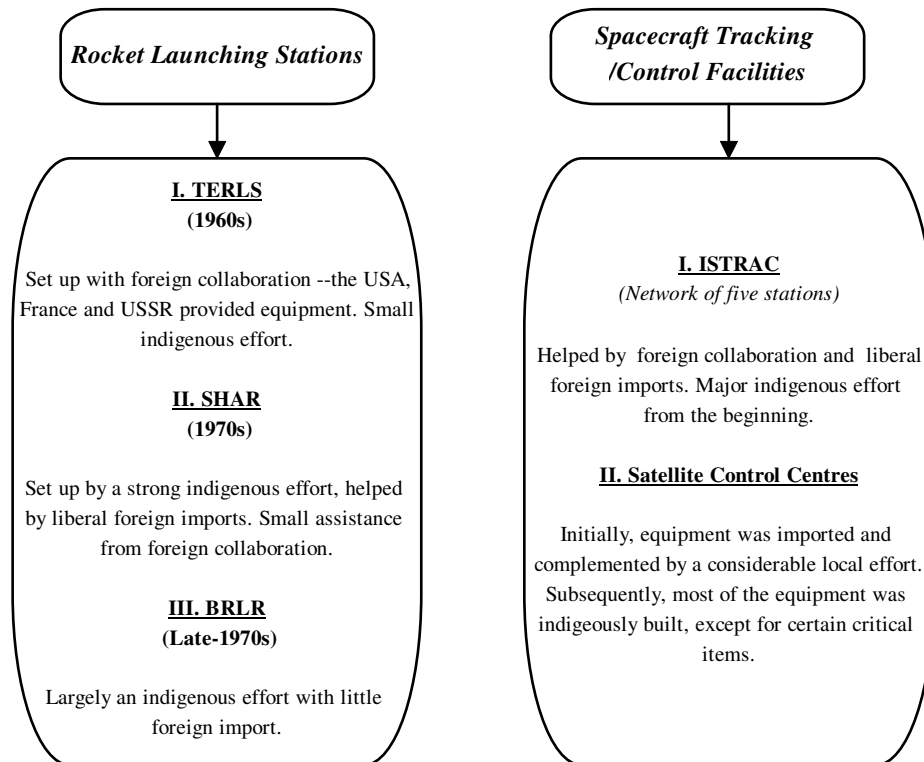 Rocket Launching Stations
I. TERLS
(1960s)
Set up with foreign collaboration --the USA,
France and USSR provided equipment. Small
indigenous effort.
II. SHAR
(1970s)
Set up by a strong indigenous effort, helped
by liberal foreign imports. Small assistance
from foreign collaboration.
III. BRLR
(Late-1970s)
Largely an indigenous effort with little
foreign import.
Spacecraft Tracking
/Control Facilities
I. ISTRAC
(Network of five stations)
Helped by foreign collaboration and liberal
foreign imports. Major indigenous effort
from the beginning.
II. Satellite Control Centres
Initially, equipment was imported and
complemented by a considerable local effort.
Subsequently, most of the equipment was
indigeously built, except for certain critical
items.